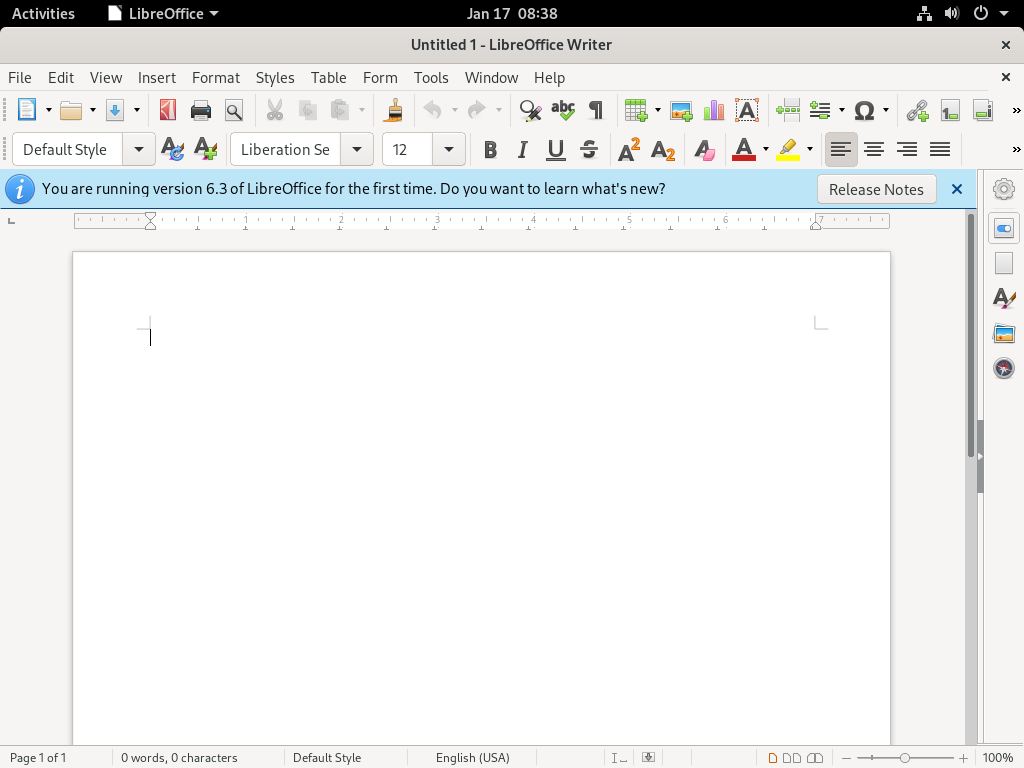 Activities LibreOffice Jan 17 08:38
Untitled 1 - LibreOffice Writer
File Edit View Insert Format Styles Table Form Tools Window Help
Default Style Liberation Se 12
You are running version 6.3 of LibreOffice for the first time. Do you want to learn what's new? Release Notes
1 2 3 4 5 6 7
Page 1 of 1 0 words, 0 characters Default Style English (USA) 100%